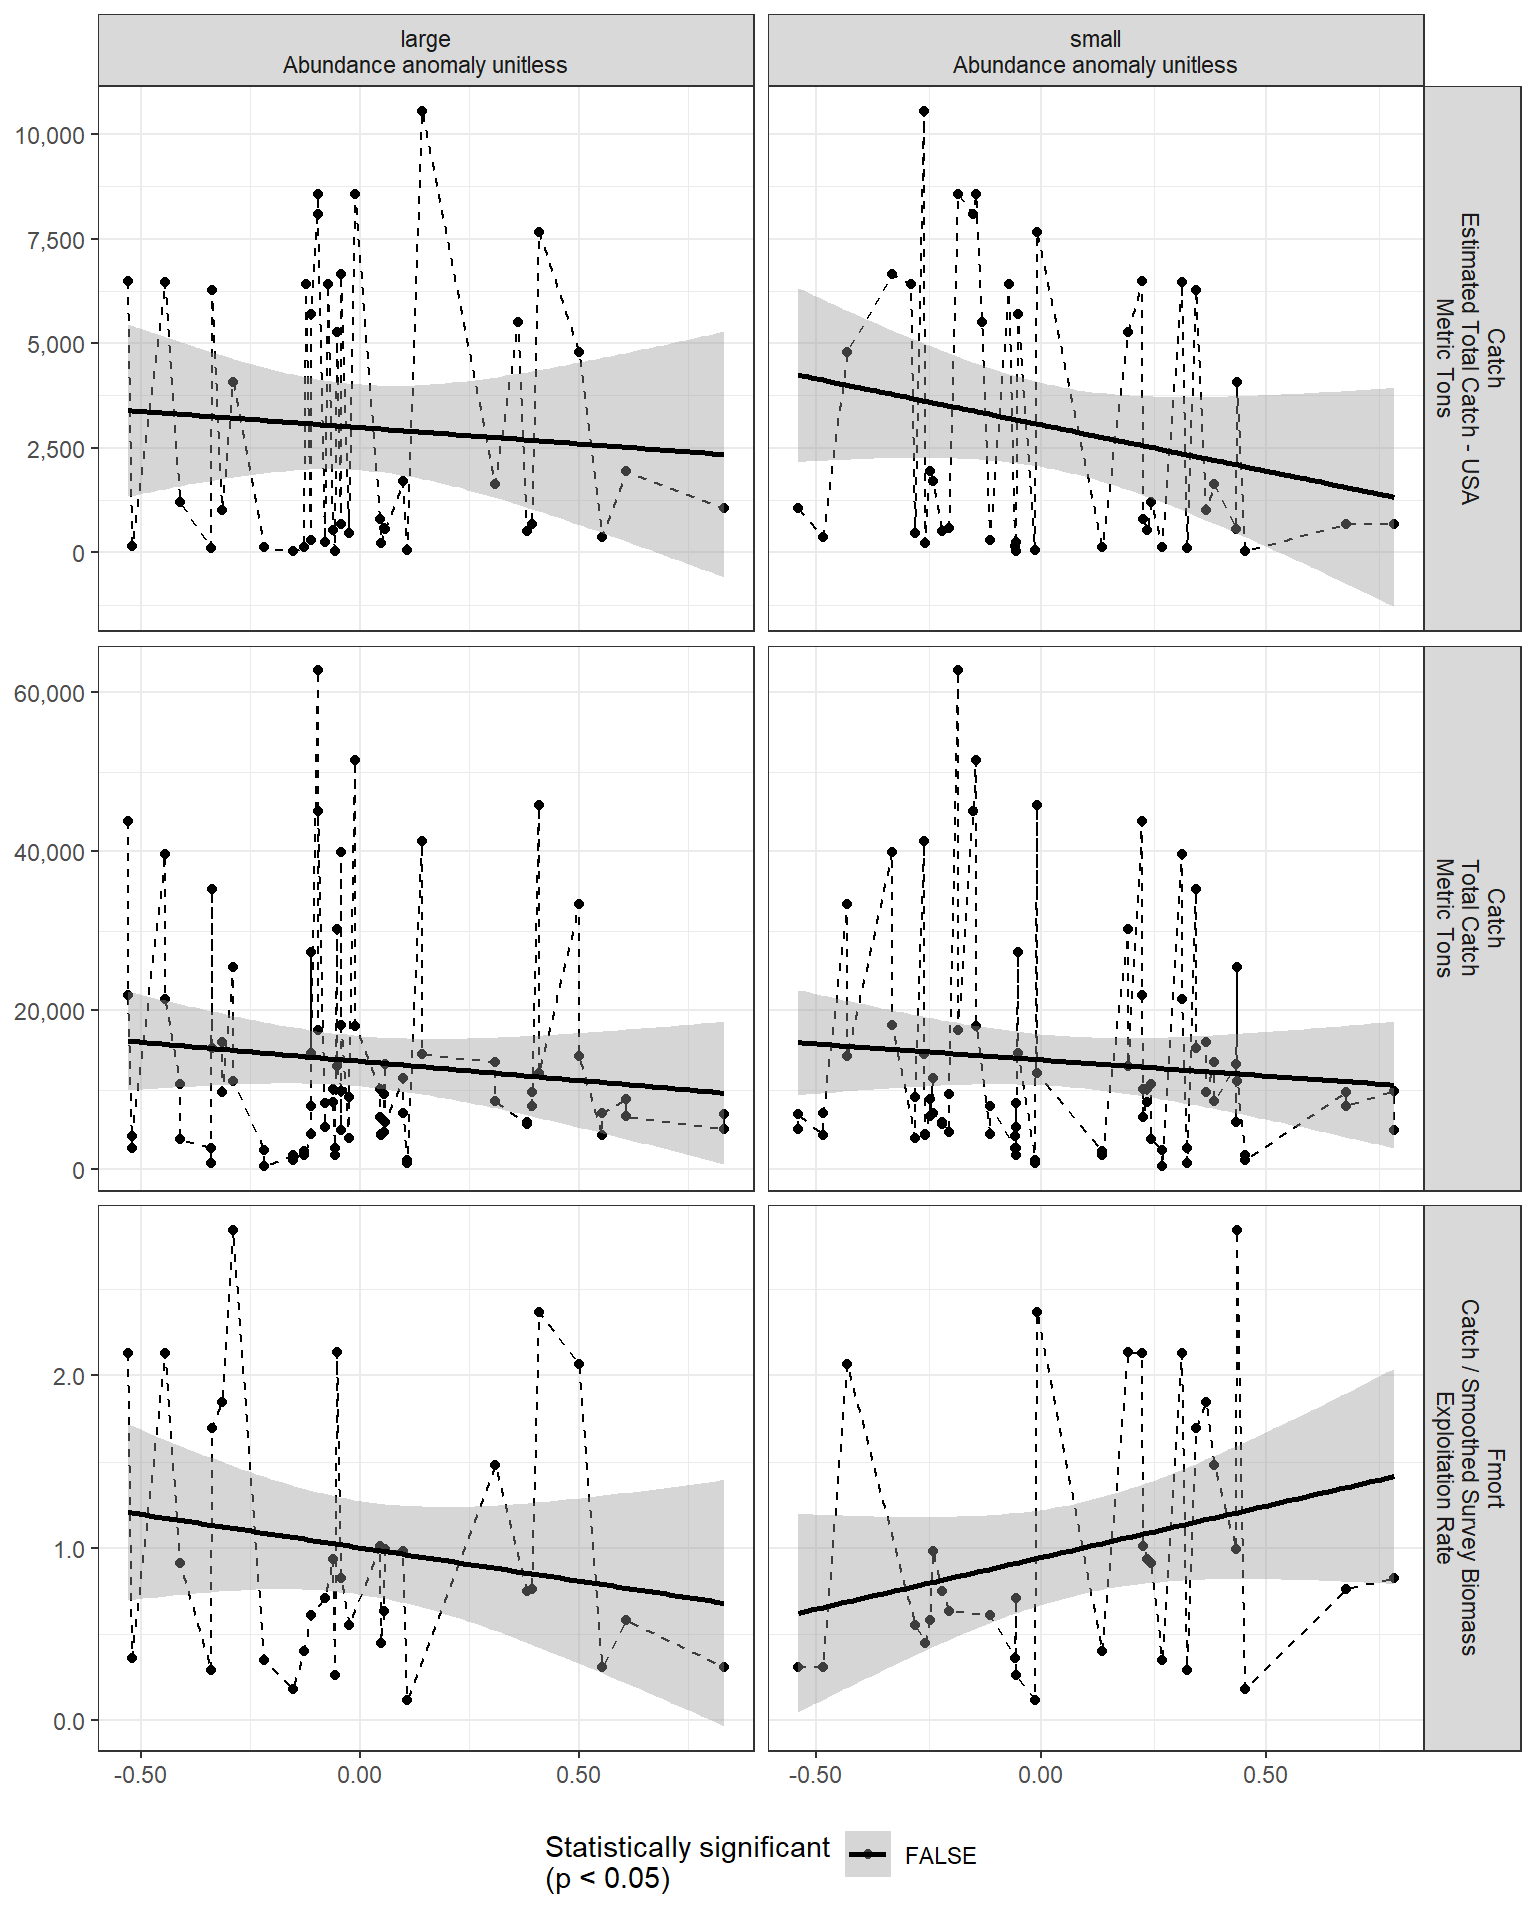 large
Abundance anomaly unitless
small
Abundance anomaly unitless
10,000
7,500
5,000
2,500
0
Catch
Estimated Total Catch - USA
Metric Tons
60,000
40,000
20,000
0
Catch
Total Catch
Metric Tons
2.0
1.0
0.0
Fmort
Catch / Smoothed Survey Biomass
Exploitation Rate
-0.50
0.00
0.50
-0.50
0.00
0.50
Statistically significant
(p < 0.05)
FALSE